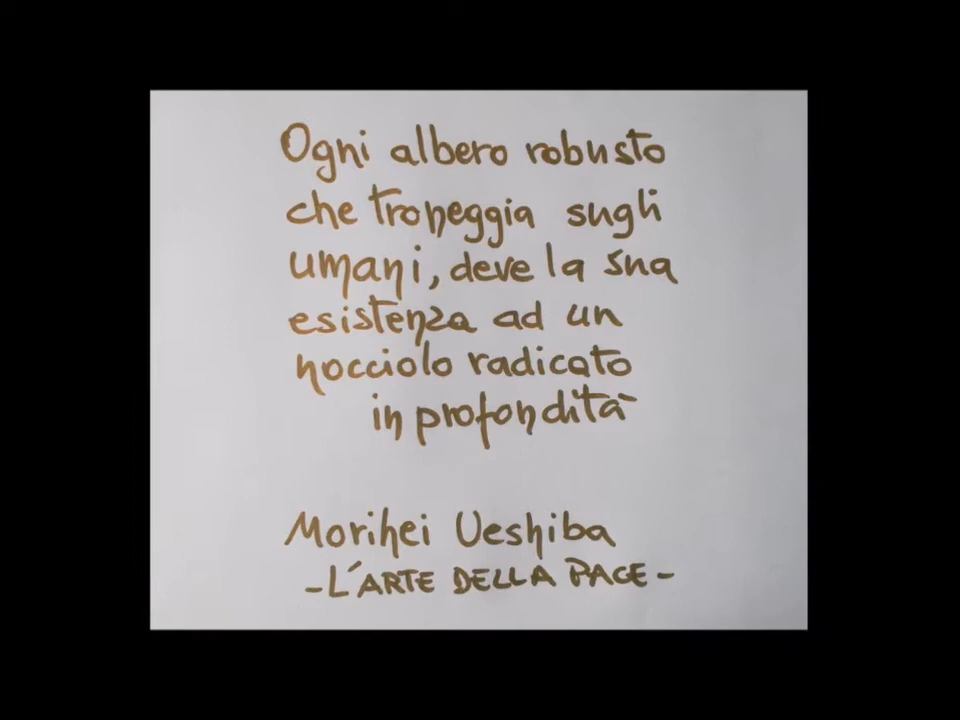 Ogni albero robusto
che troneggia sugli
umani, deve la sua
esistenza ad un
nocciolo radicato
in profondità
Morihei Ueshiba
- L'ARTE DELLA PACE -